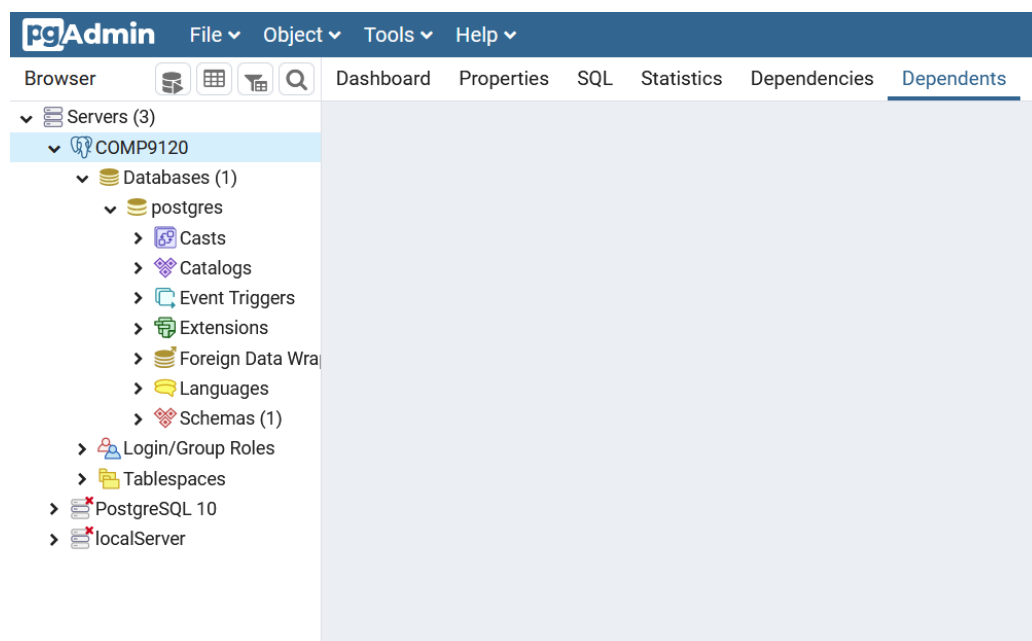 pgAdmin File Object Tools Help
Browser Dashboard Properties SQL Statistics Dependencies Dependents
Servers (3)
COMP9120
Databases (1)
postgres
Casts
Catalogs
Event Triggers
Extensions
Foreign Data Wra
Languages
Schemas (1)
Login/Group Roles
Tablespaces
PostgreSQL 10
localServer